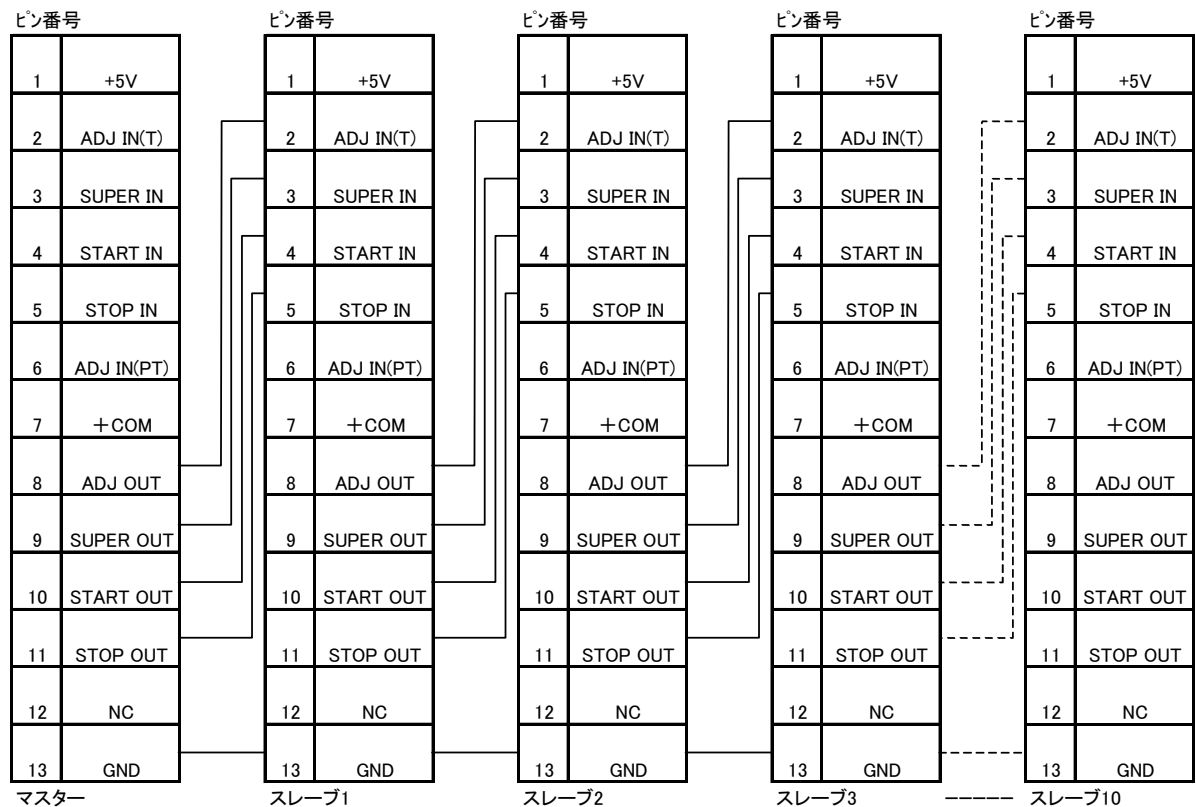 ピン番号 ピン番号 ピン番号 ピン番号 ピン番号
1 +5V 1 +5V 1 +5V 1 +5V 1 +5V
2 ADJ IN(T) 2 ADJ IN(T) 2 ADJ IN(T) 2 ADJ IN(T) 2 ADJ IN(T)
3 SUPER IN 3 SUPER IN 3 SUPER IN 3 SUPER IN 3 SUPER IN
4 START IN 4 START IN 4 START IN 4 START IN 4 START IN
5 STOP IN 5 STOP IN 5 STOP IN 5 STOP IN 5 STOP IN
6 ADJ IN(PT) 6 ADJ IN(PT) 6 ADJ IN(PT) 6 ADJ IN(PT) 6 ADJ IN(PT)
7 +COM 7 +COM 7 +COM 7 +COM 7 +COM
8 ADJ OUT 8 ADJ OUT 8 ADJ OUT 8 ADJ OUT 8 ADJ OUT
9 SUPER OUT 9 SUPER OUT 9 SUPER OUT 9 SUPER OUT 9 SUPER OUT
10 START OUT 10 START OUT 10 START OUT 10 START OUT 10 START OUT
11 STOP OUT 11 STOP OUT 11 STOP OUT 11 STOP OUT 11 STOP OUT
12 NC 12 NC 12 NC 12 NC 12 NC
13 GND 13 GND 13 GND 13 GND 13 GND
マスター スレーブ1 スレーブ2 スレーブ3 ----- スレーブ10